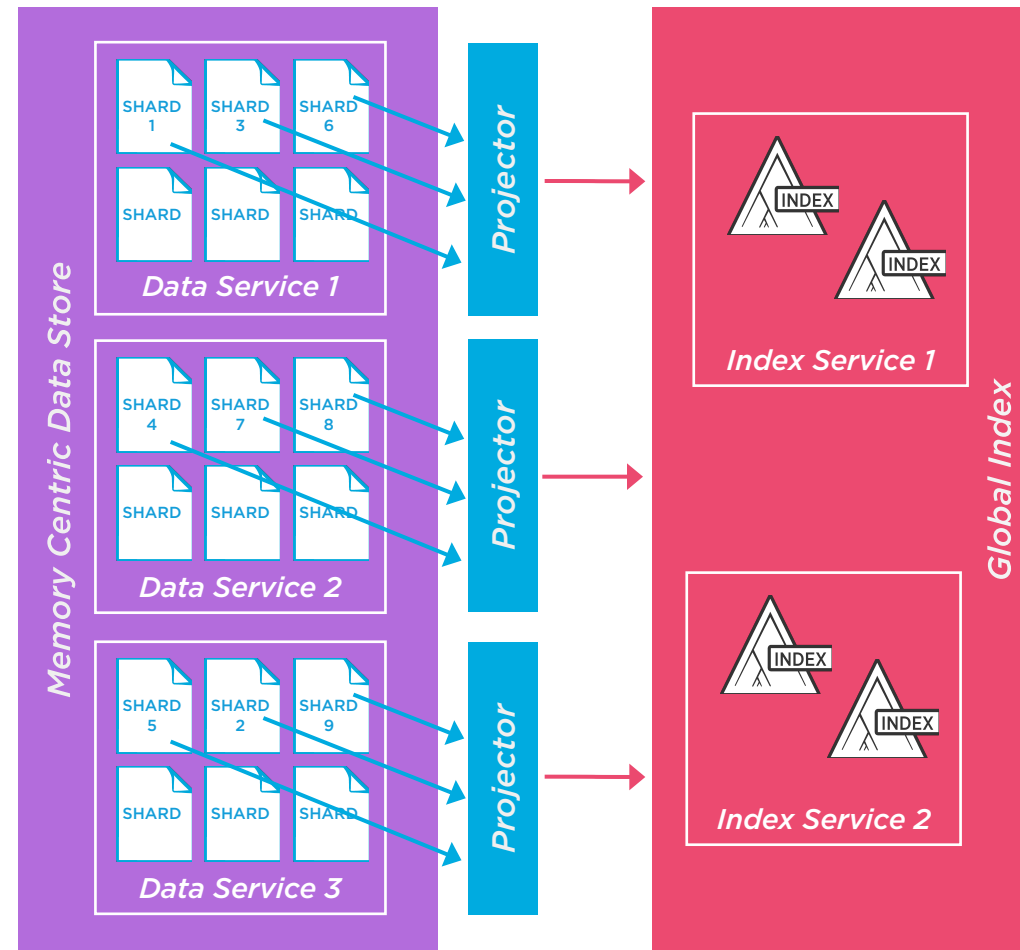 Memory Centric Data Store
SHARD
1
SHARD
3
SHARD
6
SHARD
SHARD
SHARD
Data Service 1
Projector
SHARD
4
SHARD
7
SHARD
8
SHARD
SHARD
SHARD
Data Service 2
Projector
SHARD
5
SHARD
2
SHARD
9
SHARD
SHARD
SHARD
Data Service 3
Projector
INDEX
INDEX
Index Service 1
INDEX
INDEX
Index Service 2
Global Index